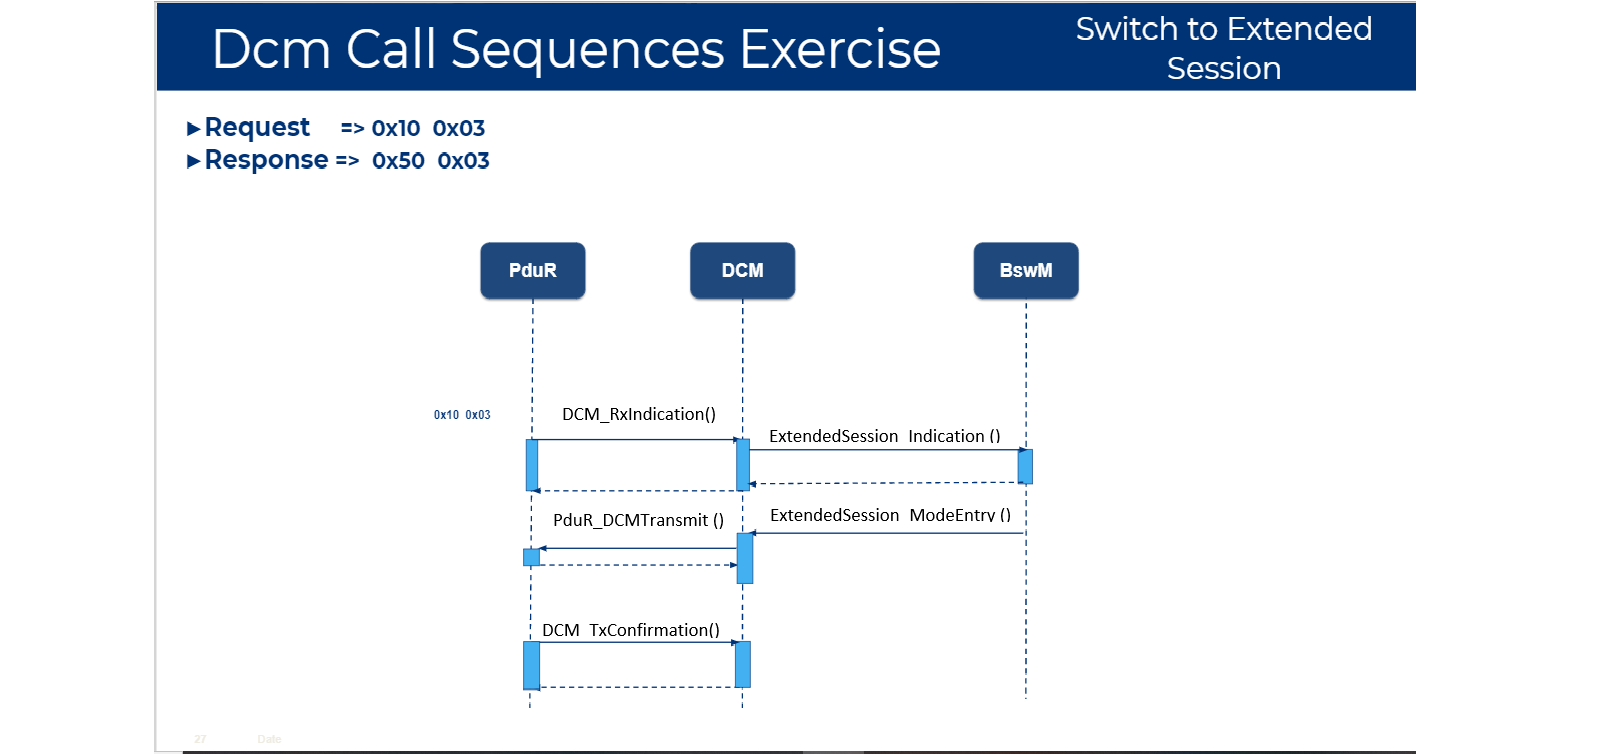 Dcm Call Sequences Exercise
Switch to Extended
Session
►Request => 0x10 0x03
►Response => 0x50 0x03
PduR
DCM
BswM
0x10 0x03
DCM_RxIndication()
ExtendedSession Indication ()
PduR_DCMTransmit ()
ExtendedSession ModeEntry ()
DCM TxConfirmation()
27
Date